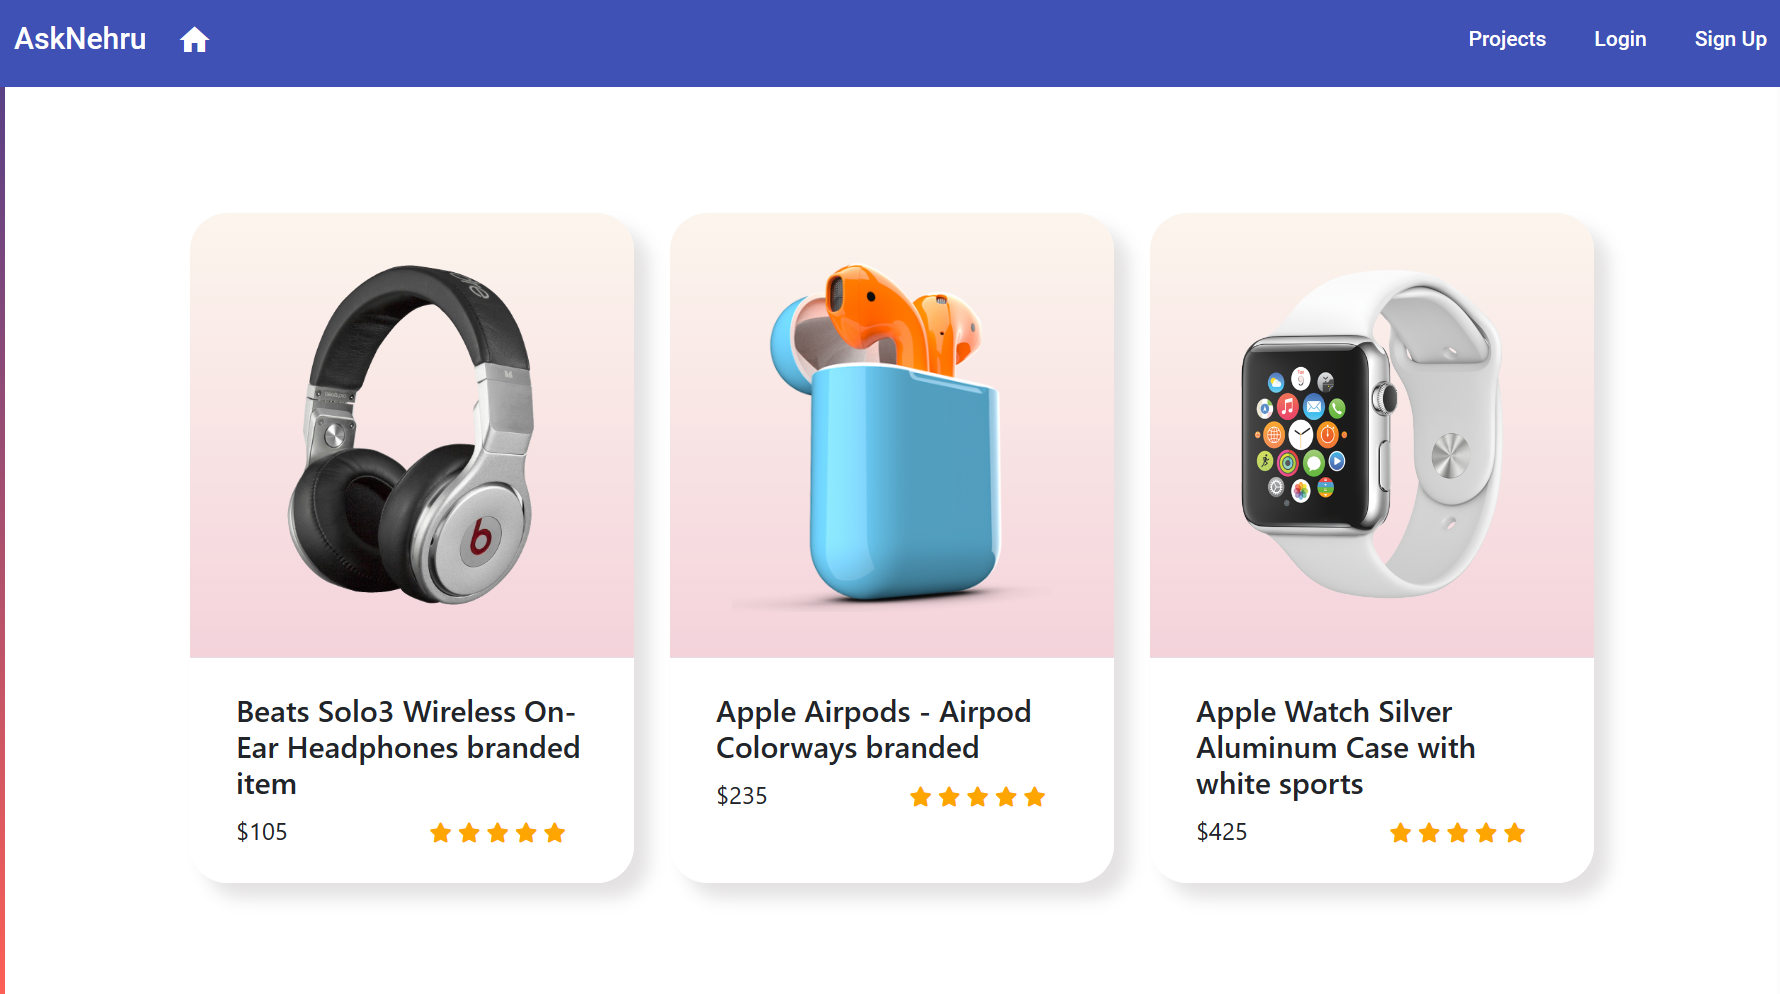 AskNehru
Projects Login Sign Up
b
Beats Solo3 Wireless On-
Ear Headphones branded
item
$105
Apple Airpods - Airpod
Colorways branded
$235
Apple Watch Silver
Aluminum Case with
white sports
$425